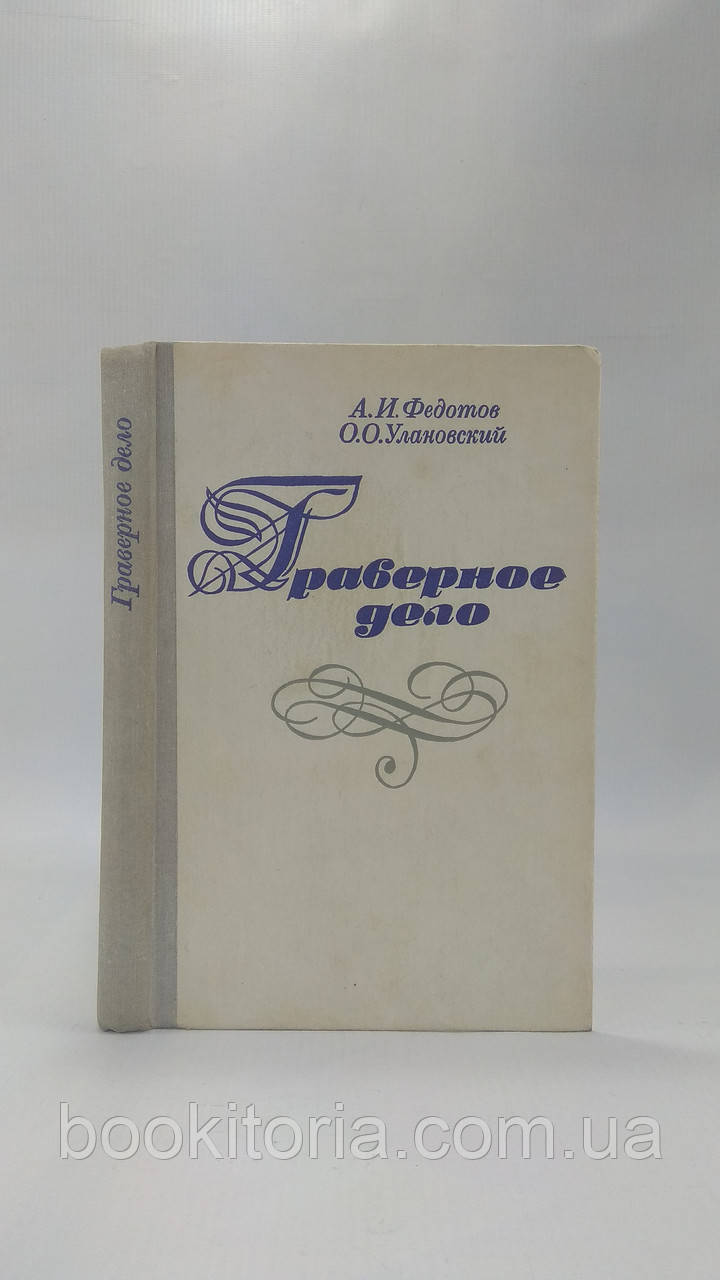 А.И.Федотов
О.О.Улановский
Граверное
дело
Граверное дело
bookitoria.com.ua